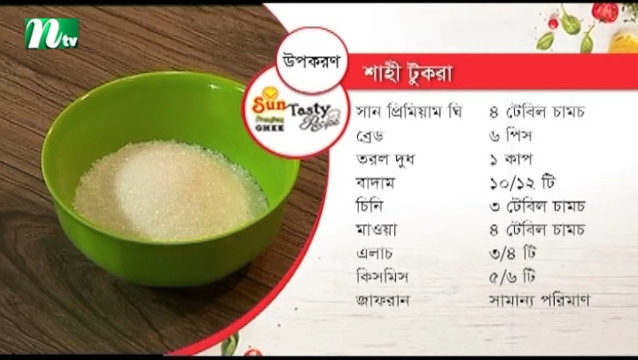 ntv
উপকরণ
Sun
Premium
GHEE
Tasty
Recipe
শাহী টুকরা
সান প্রিমিয়াম ঘি ৪ টেবিল চামচ
ব্রেড ৬ পিস
তরল দুধ ১ কাপ
বাদাম ১০/১২ টি
চিনি ৩ টেবিল চামচ
মাওয়া ৪ টেবিল চামচ
এলাচ ৩/৪ টি
কিসমিস ৫/৬ টি
জাফরান সামান্য পরিমাণ